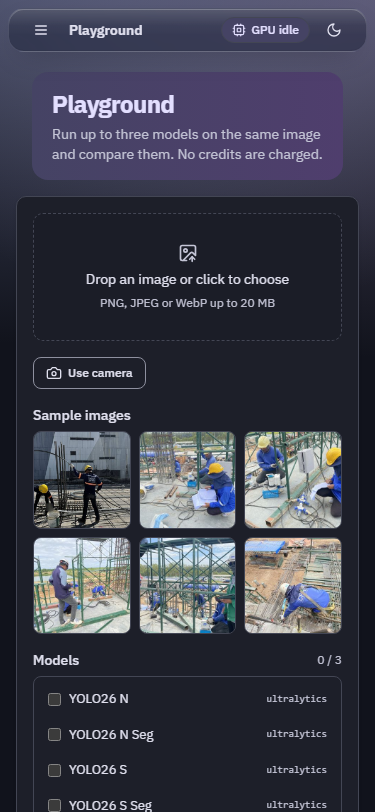 Playground
GPU idle
Playground
Run up to three models on the same image
and compare them. No credits are charged.
Drop an image or click to choose
PNG, JPEG or WebP up to 20 MB
Use camera
Sample images
Models
0 / 3
YOLO26 N
ultralytics
YOLO26 N Seg
ultralytics
YOLO26 S
ultralytics
YOLO26 S Seg
ultralytics